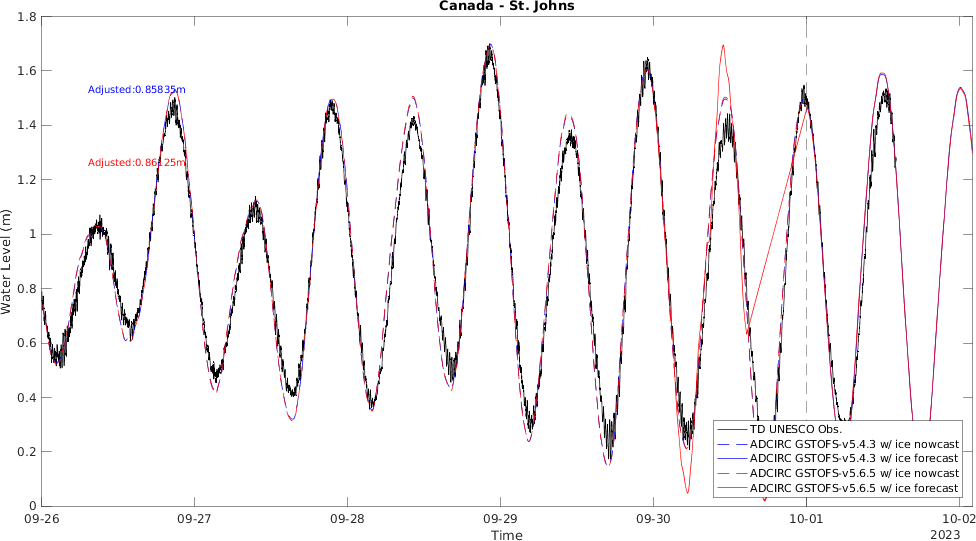 Canada - St. Johns
1.8
1.6
1.4
1.2
1
0.8
0.6
0.4
0.2
0
Water Level (m)
Adjusted:0.85835m
Adjusted:0.86125m
TD UNESCO Obs.
ADCIRC GSTOFS-v5.4.3 w/ ice nowcast
ADCIRC GSTOFS-v5.4.3 w/ ice forecast
ADCIRC GSTOFS-v5.6.5 w/ ice nowcast
ADCIRC GSTOFS-v5.6.5 w/ ice forecast
09-26 09-27 09-28 09-29 09-30 10-01 10-02
Time
2023